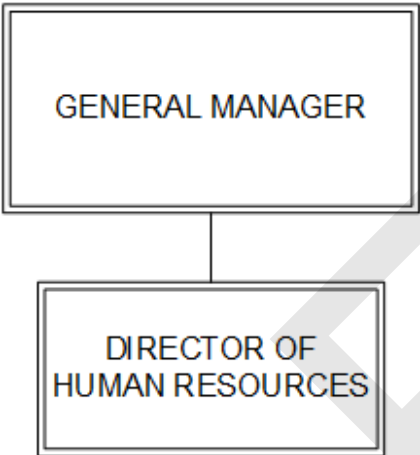 GENERAL MANAGER
DIRECTOR OF
HUMAN RESOURCES